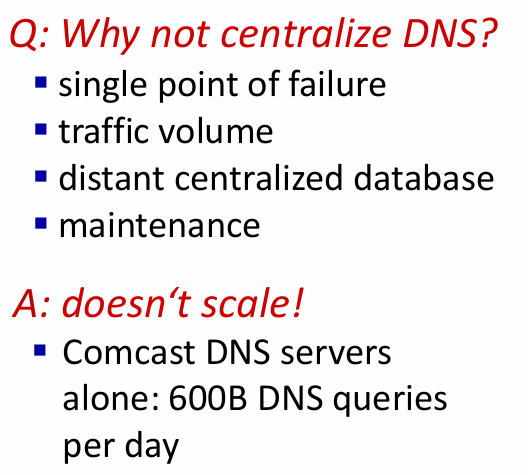 Q: Why not centralize DNS?
▪ single point of failure
▪ traffic volume
▪ distant centralized database
▪ maintenance
A: doesn‘t scale!
▪ Comcast DNS servers
alone: 600B DNS queries
per day